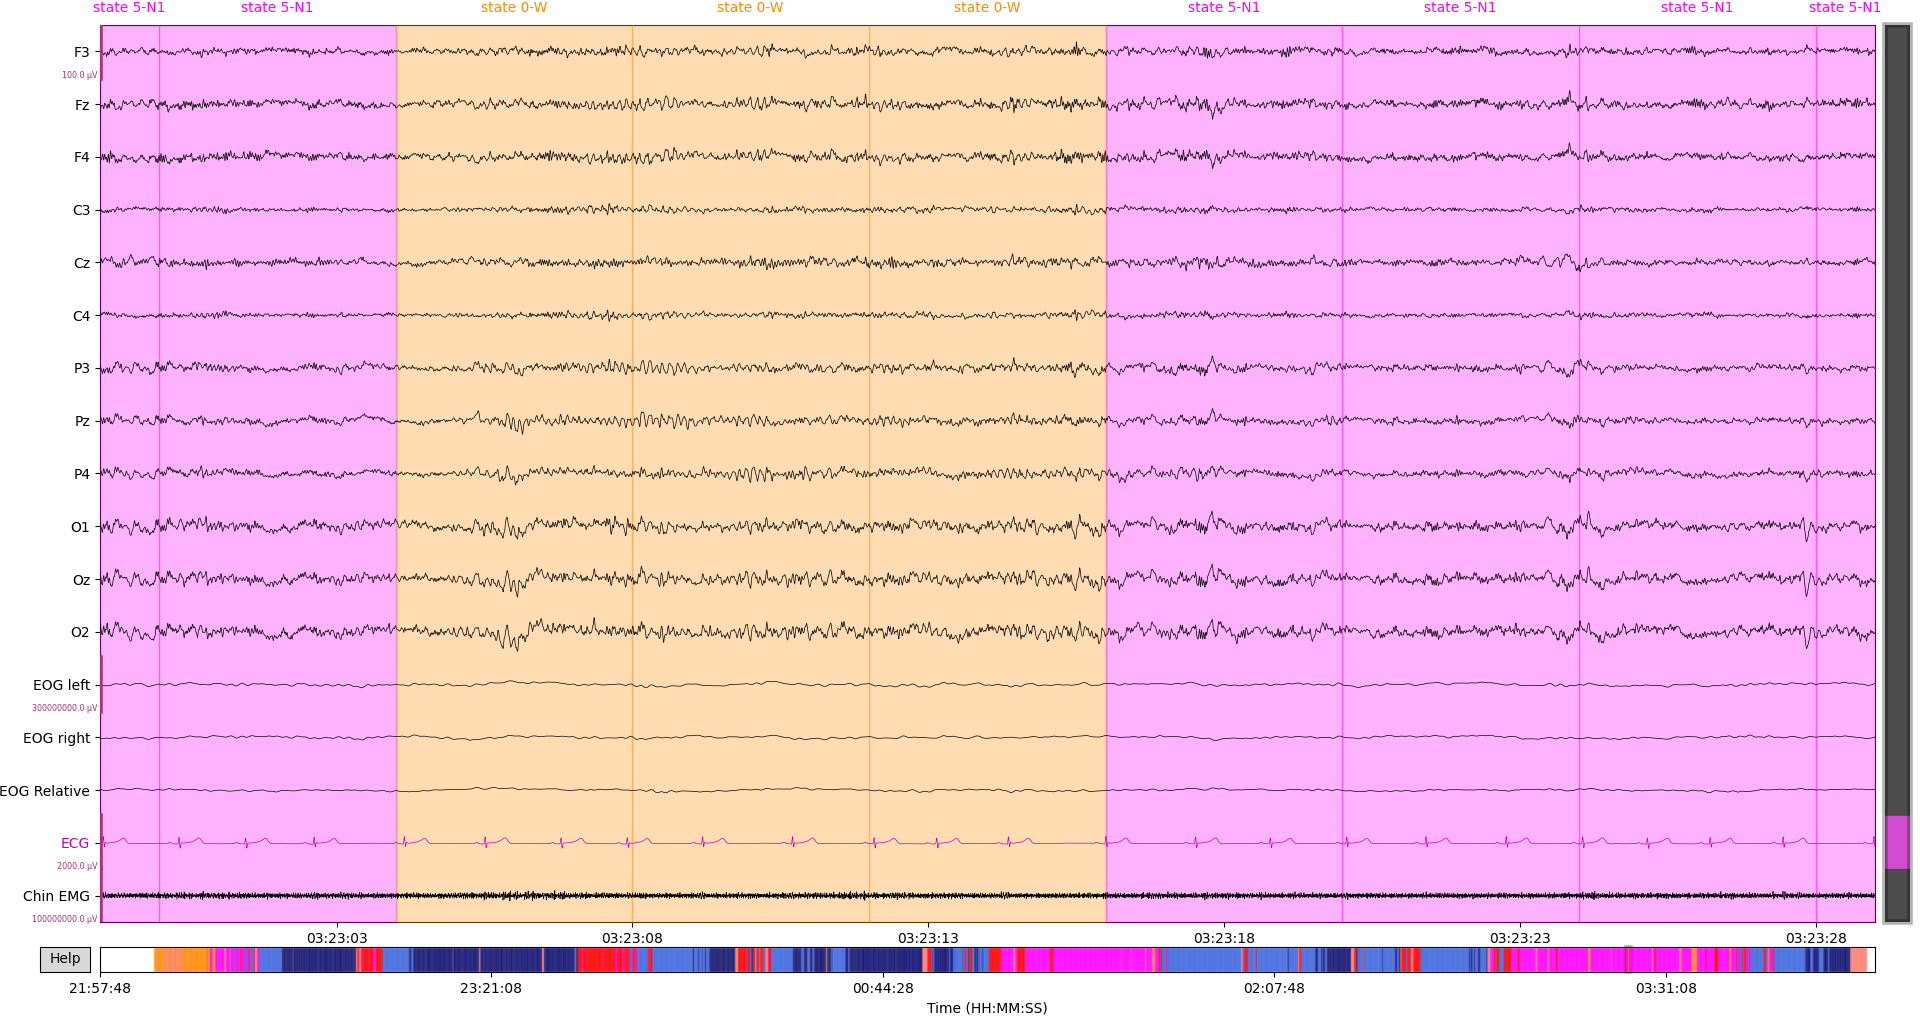 state 5-N1 state 5-N1 state 0-W state 0-W state 0-W state 5-N1 state 5-N1 state 5-N1 state 5-N1
F3
100.0 µV
Fz
F4
C3
Cz
C4
P3
Pz
P4
O1
Oz
O2
EOG left
300000000.0 µV
EOG right
EOG Relative
ECG
2000.0 µV
Chin EMG
100000000.0 µV
03:23:03 03:23:08 03:23:13 03:23:18 03:23:23 03:23:28
Help
21:57:48 23:21:08 00:44:28 02:07:48 03:31:08
Time (HH:MM:SS)